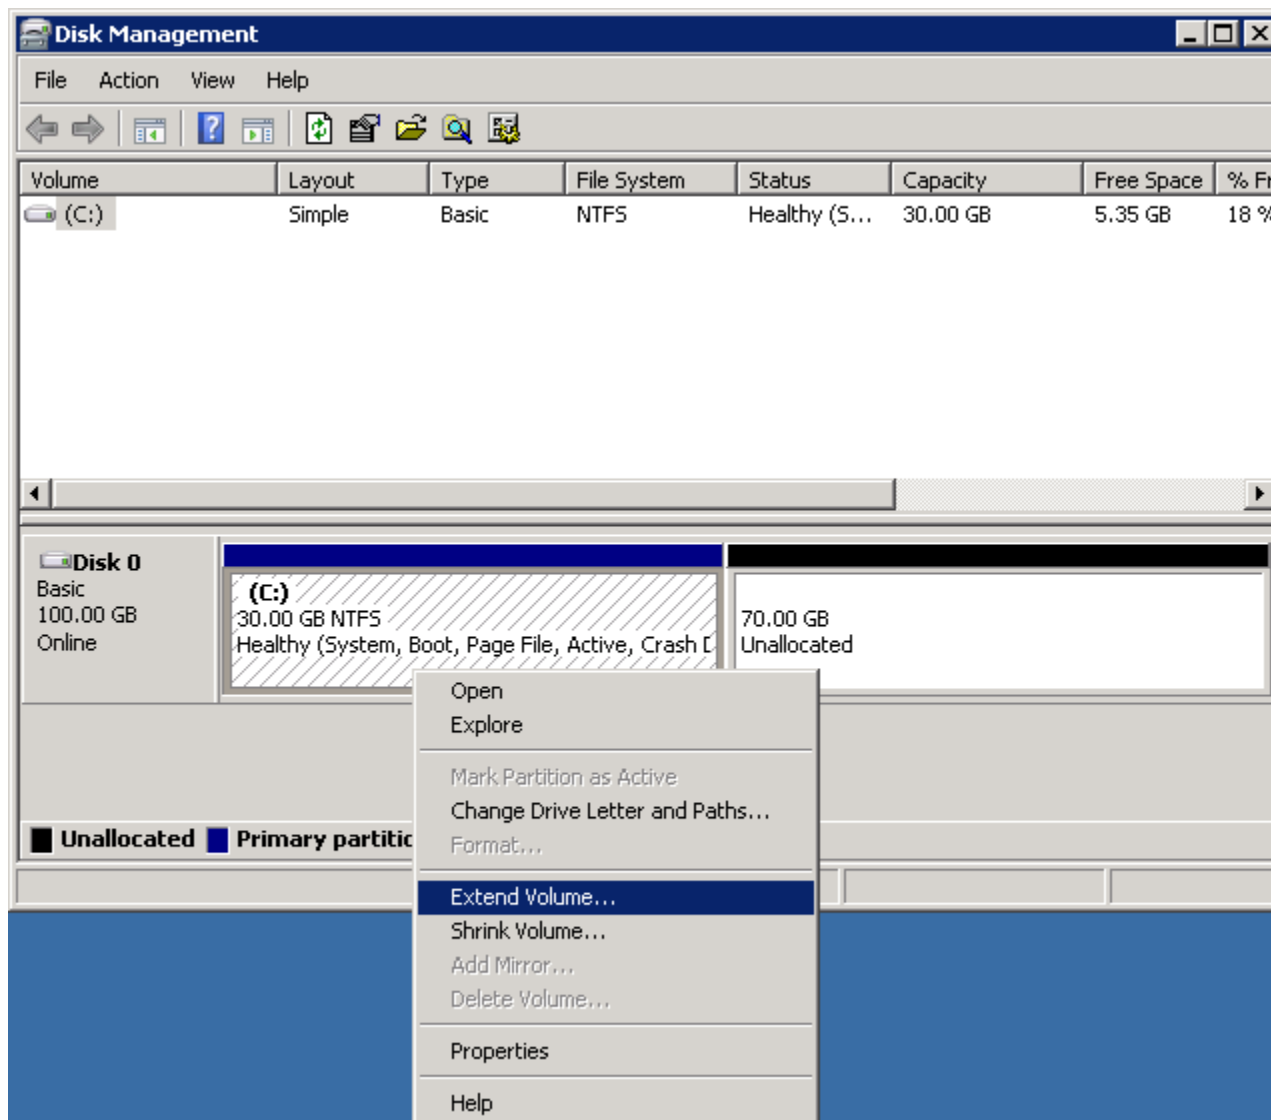 Disk Management
File Action View Help
Volume Layout Type File System Status Capacity Free Space % Fr
(C:) Simple Basic NTFS Healthy (S... 30.00 GB 5.35 GB 18 %
Disk 0
Basic
100.00 GB
Online
(C:)
30.00 GB NTFS
Healthy (System, Boot, Page File, Active, Crash D
70.00 GB
Unallocated
Open
Explore
Mark Partition as Active
Change Drive Letter and Paths...
Format...
Extend Volume...
Shrink Volume...
Add Mirror...
Delete Volume...
Properties
Help
Unallocated Primary partitic